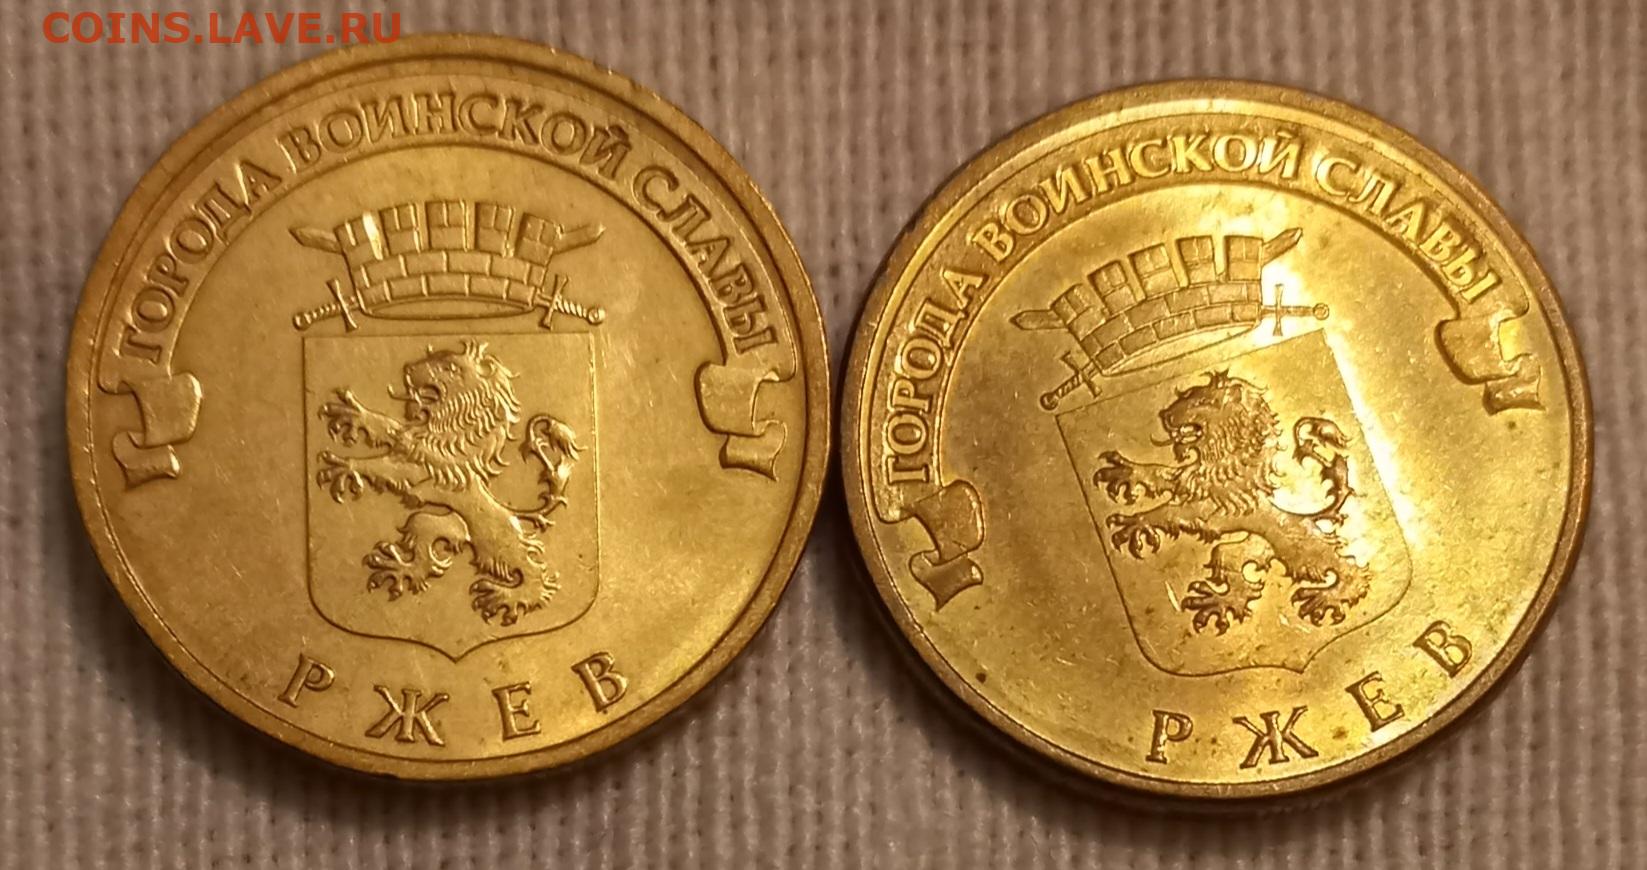 COINS.LAVE.RU
ГОРОДА ВОИНСКОЙ СЛАВЫ
РЖЕВ
ГОРОДА ВОИНСКОЙ СЛАВЫ
РЖЕВ